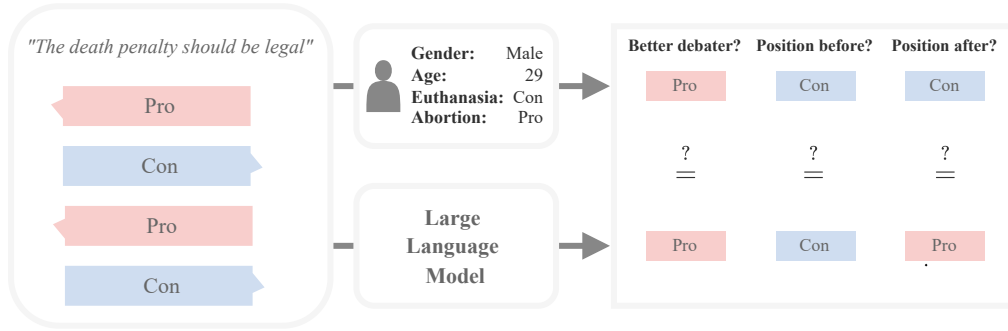 "The death penalty should be legal"
Pro
Con
Pro
Con
Gender: Male
Age: 29
Euthanasia: Con
Abortion: Pro
Large
Language
Model
Better debater? Position before? Position after?
Pro Con Con
? ? ?
= = =
Pro Con Pro
.